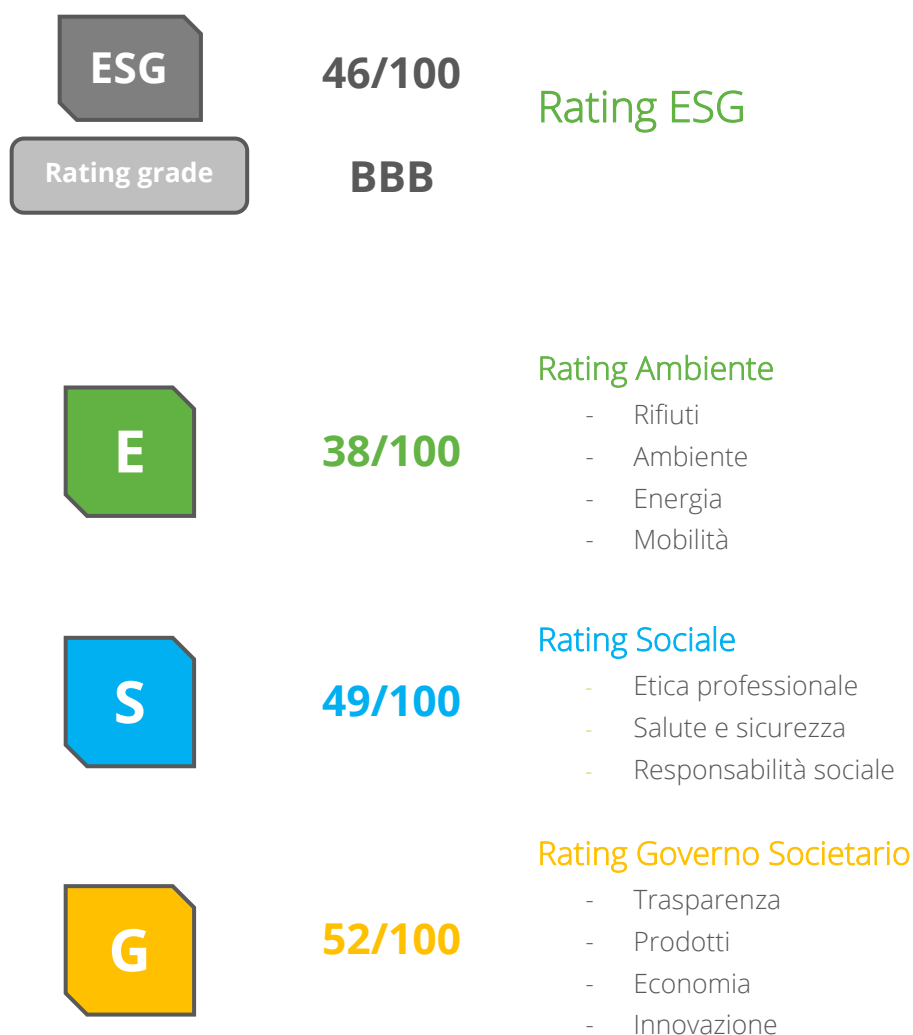 ESG
46/100
Rating ESG
Rating grade
BBB
E
38/100
Rating Ambiente
- Rifiuti
- Ambiente
- Energia
- Mobilità
S
49/100
Rating Sociale
- Etica professionale
- Salute e sicurezza
- Responsabilità sociale
G
52/100
Rating Governo Societario
- Trasparenza
- Prodotti
- Economia
- Innovazione